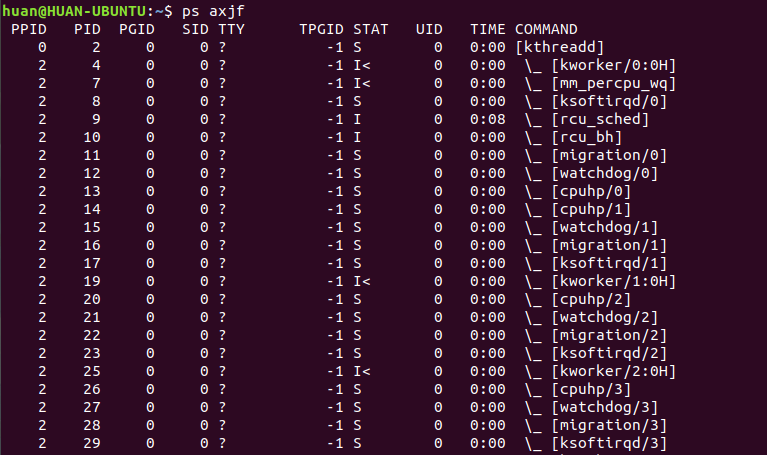 huan@HUAN-UBUNTU:~$ ps axjf
 PPID   PID  PGID   SID TTY      TPGID STAT   UID   TIME COMMAND
    0     2     0     0 ?           -1 S        0   0:00 [kthreadd]
    2     4     0     0 ?           -1 I<       0   0:00  \_ [kworker/0:0H]
    2     7     0     0 ?           -1 I<       0   0:00  \_ [mm_percpu_wq]
    2     8     0     0 ?           -1 S        0   0:00  \_ [ksoftirqd/0]
    2     9     0     0 ?           -1 I        0   0:08  \_ [rcu_sched]
    2    10     0     0 ?           -1 I        0   0:00  \_ [rcu_bh]
    2    11     0     0 ?           -1 S        0   0:00  \_ [migration/0]
    2    12     0     0 ?           -1 S        0   0:00  \_ [watchdog/0]
    2    13     0     0 ?           -1 S        0   0:00  \_ [cpuhp/0]
    2    14     0     0 ?           -1 S        0   0:00  \_ [cpuhp/1]
    2    15     0     0 ?           -1 S        0   0:00  \_ [watchdog/1]
    2    16     0     0 ?           -1 S        0   0:00  \_ [migration/1]
    2    17     0     0 ?           -1 S        0   0:00  \_ [ksoftirqd/1]
    2    19     0     0 ?           -1 I<       0   0:00  \_ [kworker/1:0H]
    2    20     0     0 ?           -1 S        0   0:00  \_ [cpuhp/2]
    2    21     0     0 ?           -1 S        0   0:00  \_ [watchdog/2]
    2    22     0     0 ?           -1 S        0   0:00  \_ [migration/2]
    2    23     0     0 ?           -1 S        0   0:00  \_ [ksoftirqd/2]
    2    25     0     0 ?           -1 I<       0   0:00  \_ [kworker/2:0H]
    2    26     0     0 ?           -1 S        0   0:00  \_ [cpuhp/3]
    2    27     0     0 ?           -1 S        0   0:00  \_ [watchdog/3]
    2    28     0     0 ?           -1 S        0   0:00  \_ [migration/3]
    2    29     0     0 ?           -1 S        0   0:00  \_ [ksoftirqd/3]